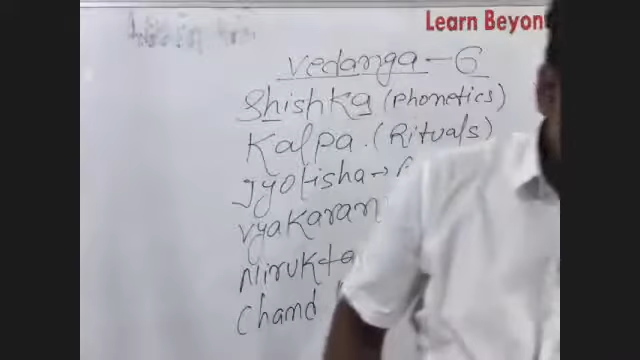 Learn Beyon
Vedanga - 6
Shishka (Phonetics)
Kalpa. (Rituals)
Jyotisha →
Vyakaran
Nirukta
Chand